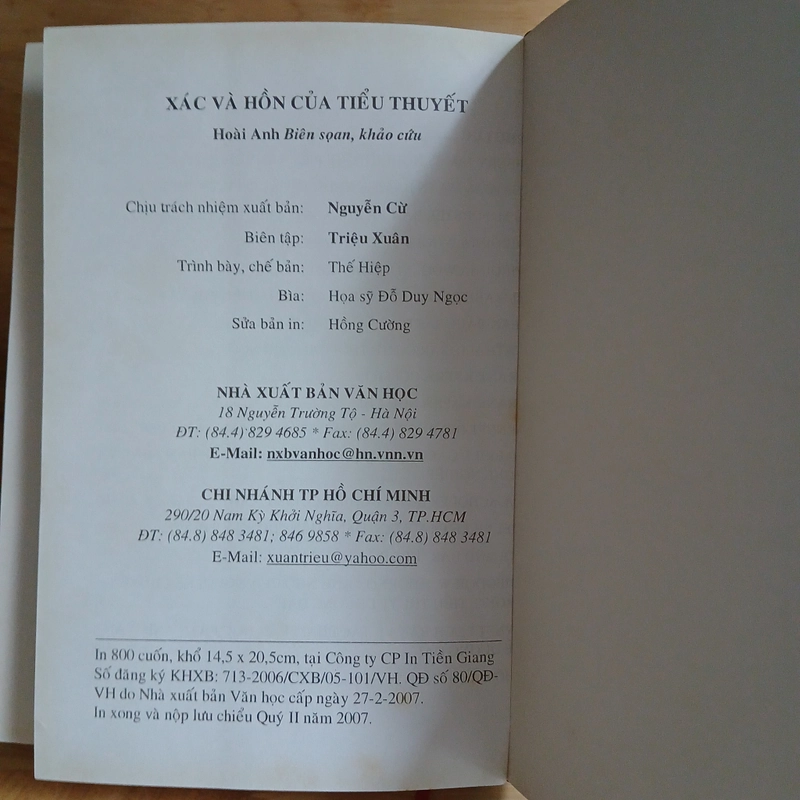 XÁC VÀ HỒN CỦA TIỂU THUYẾT
Hoài Anh Biên sọan, khảo cứu
Chịu trách nhiệm xuất bản: Nguyễn Cừ
Biên tập: Triệu Xuân
Trình bày, chế bản: Thế Hiệp
Bìa: Họa sỹ Đỗ Duy Ngọc
Sửa bản in: Hồng Cường
NHÀ XUẤT BẢN VĂN HỌC
18 Nguyễn Trường Tộ - Hà Nội
ĐT: (84.4) 829 4685 * Fax: (84.4) 829 4781
E-Mail: nxbvanhoc@hn.vnn.vn
CHI NHÁNH TP HỒ CHÍ MINH
290/20 Nam Kỳ Khởi Nghĩa, Quận 3, TP.HCM
ĐT: (84.8) 848 3481; 846 9858 * Fax: (84.8) 848 3481
E-Mail: xuantrieu@yahoo.com
In 800 cuốn, khổ 14,5 x 20,5cm, tại Công ty CP In Tiền Giang
Số đăng ký KHXB: 713-2006/CXB/05-101/VH. QĐ số 80/QĐ-
VH do Nhà xuất bản Văn học cấp ngày 27-2-2007.
In xong và nộp lưu chiểu Quý II năm 2007.